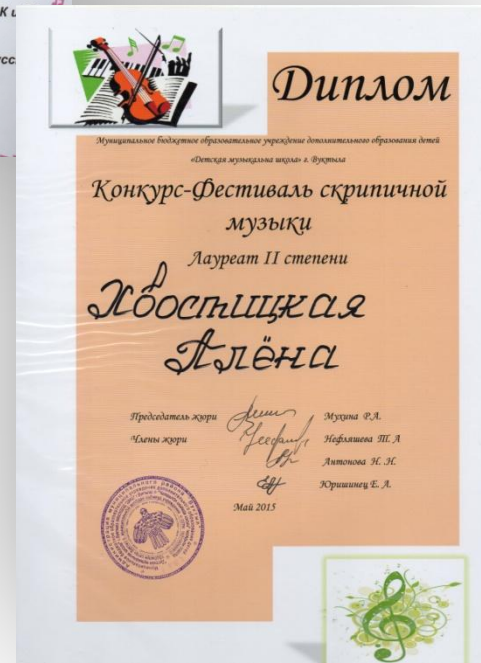 Диплом
Муниципальное бюджетное образовательное учреждение дополнительного образования детей
«Детская музыкальна школа» г. Вуктыла
Конкурс-Фестиваль скрипичной
музыки
Лауреат II степени
Хвостицкая
Алёна
Председатель жюри Мухина Р.А.
Члены жюри Нефляшева Т. А
Антонова Н. Н.
Юришинец Е. А.
Май 2015